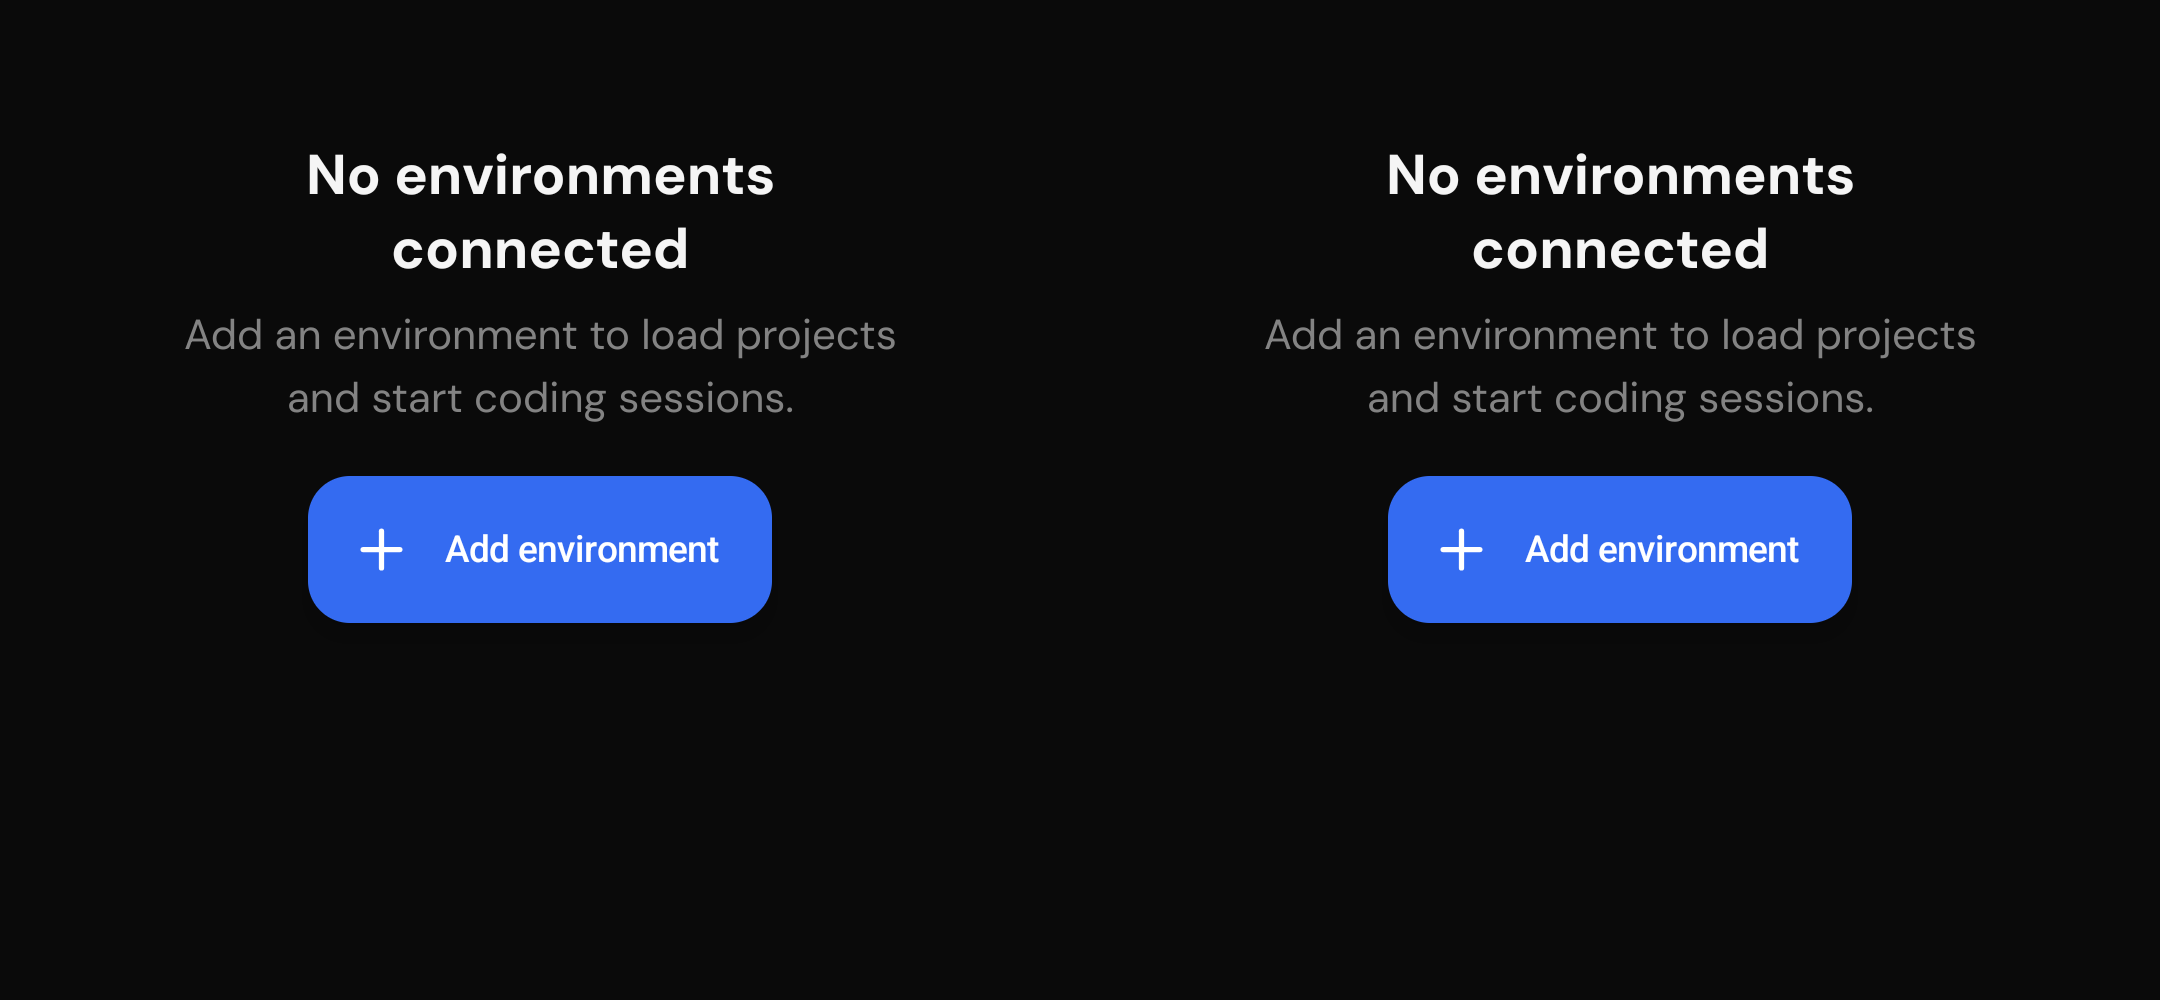 No environments
connected
Add an environment to load projects
and start coding sessions.
Add environment
No environments
connected
Add an environment to load projects
and start coding sessions.
Add environment